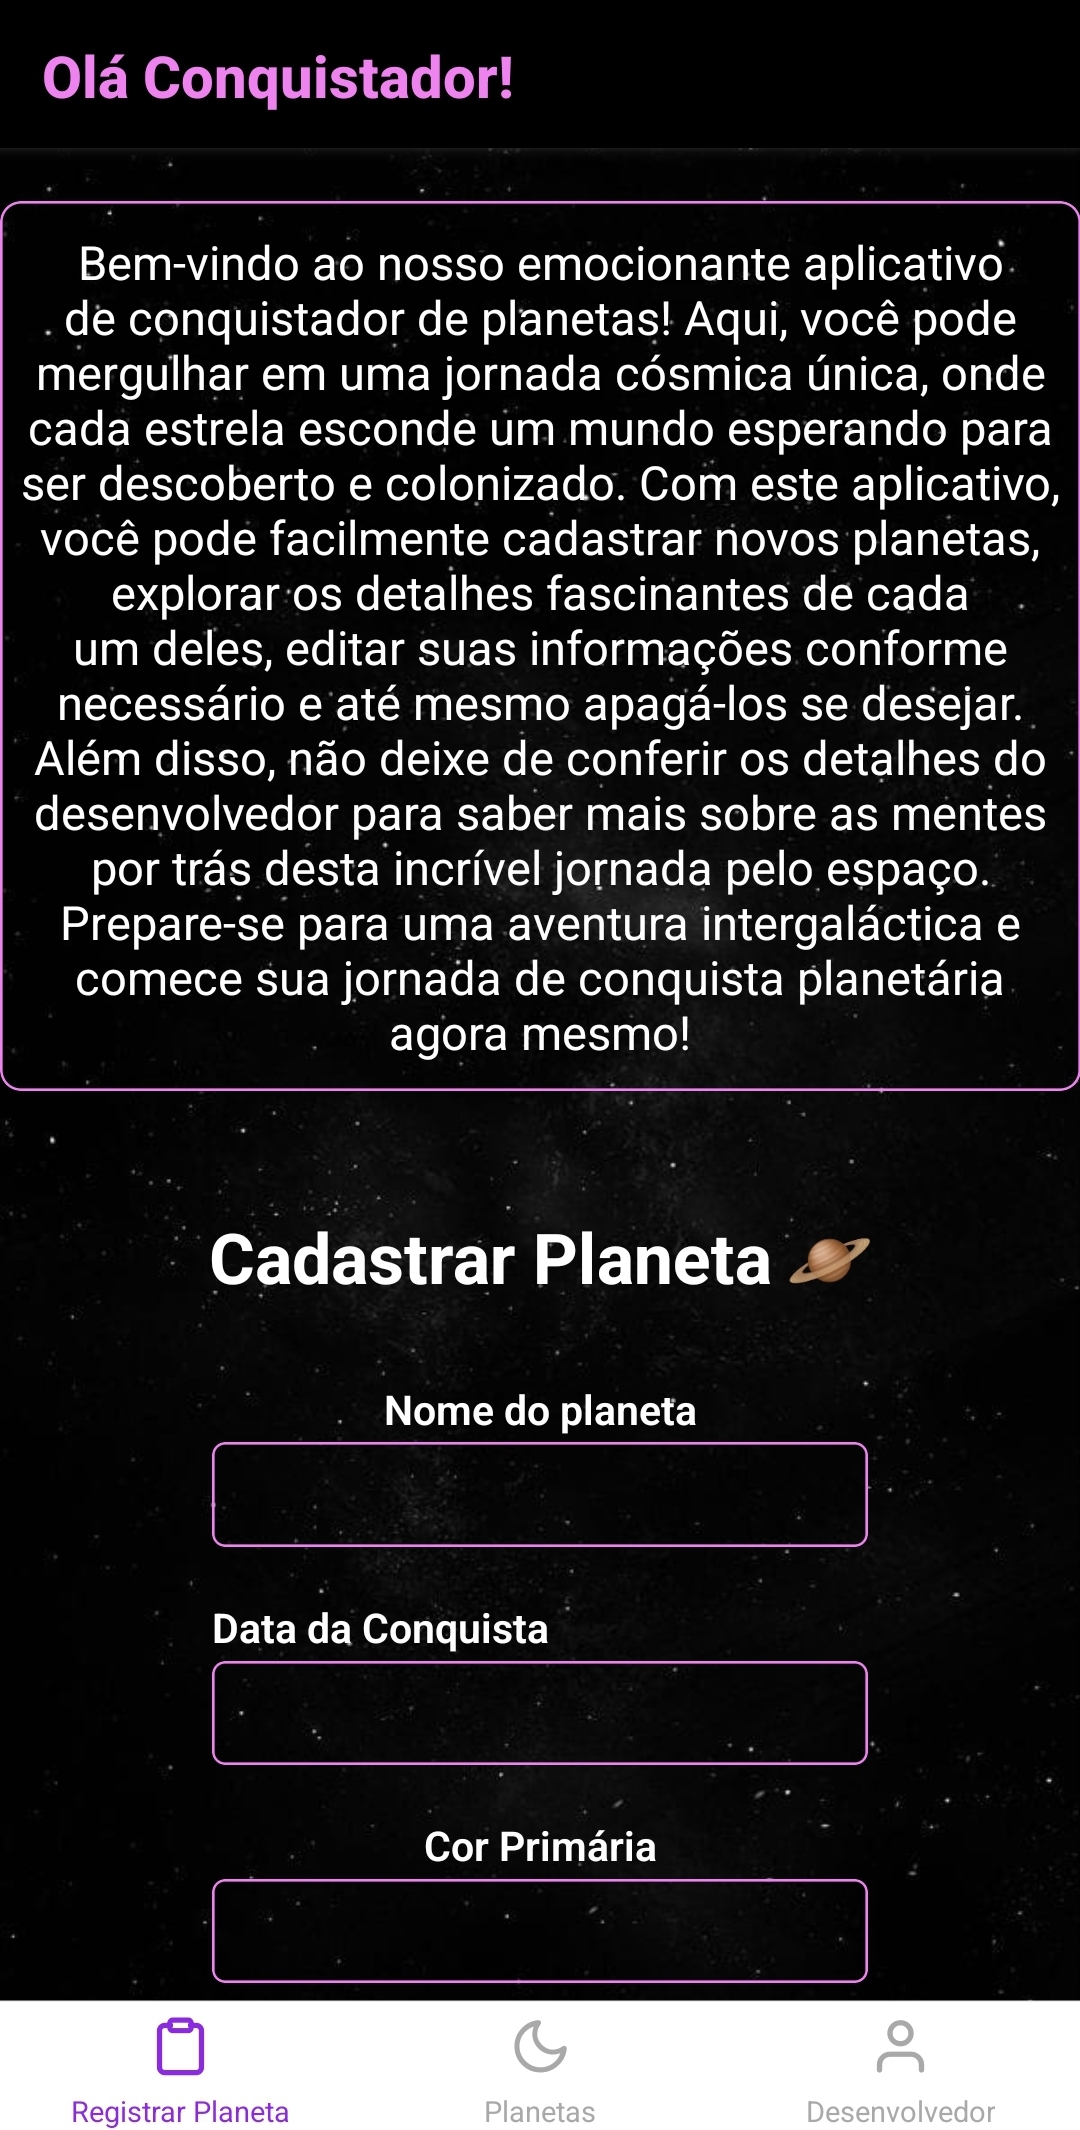 Olá Conquistador!
Bem-vindo ao nosso emocionante aplicativo
de conquistador de planetas! Aqui, você pode
mergulhar em uma jornada cósmica única, onde
cada estrela esconde um mundo esperando para
ser descoberto e colonizado. Com este aplicativo,
você pode facilmente cadastrar novos planetas,
explorar os detalhes fascinantes de cada
um deles, editar suas informações conforme
necessário e até mesmo apagá-los se desejar.
Além disso, não deixe de conferir os detalhes do
desenvolvedor para saber mais sobre as mentes
por trás desta incrível jornada pelo espaço.
Prepare-se para uma aventura intergaláctica e
comece sua jornada de conquista planetária
agora mesmo!
Cadastrar Planeta 🪐
Nome do planeta
Data da Conquista
Cor Primária
Registrar Planeta
Planetas
Desenvolvedor